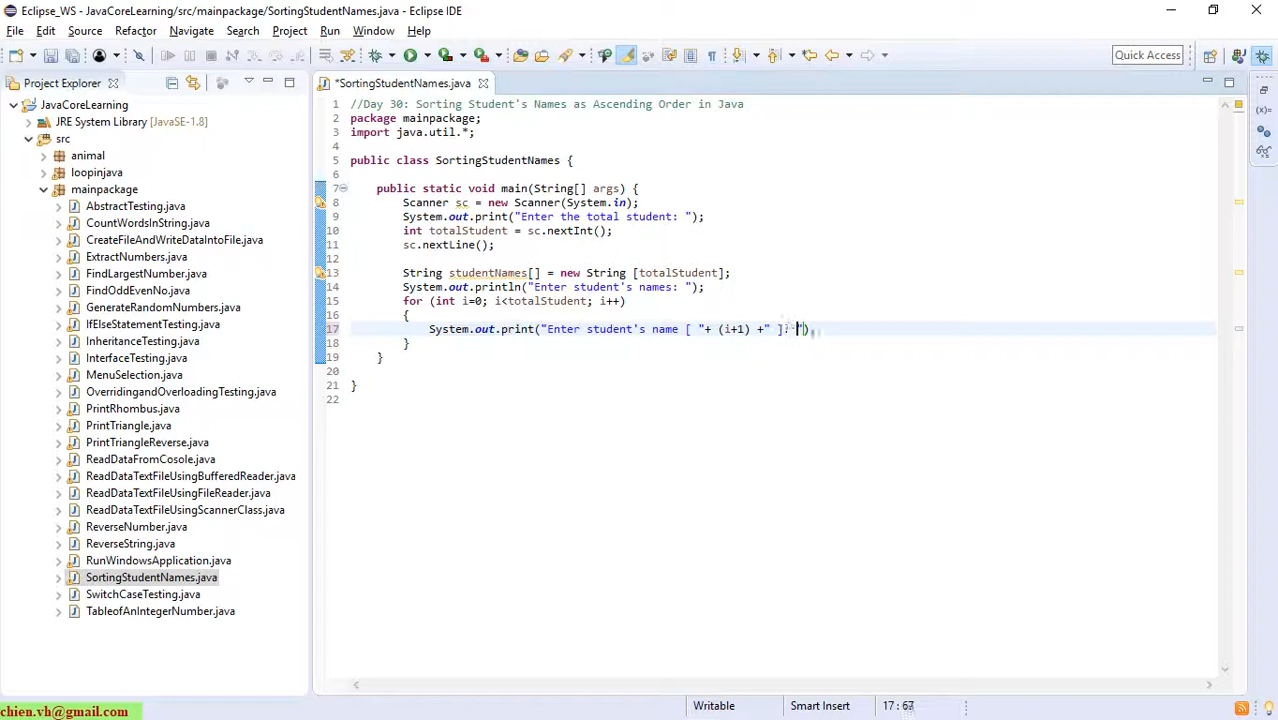 Eclipse_WS - JavaCoreLearning/src/mainpackage/SortingStudentNames.java - Eclipse IDE
File Edit Source Refactor Navigate Search Project Run Window Help
Quick Access
Project Explorer
*SortingStudentNames.java
JavaCoreLearning
JRE System Library [JavaSE-1.8]
src
animal
loopinjava
mainpackage
AbstractTesting.java
CountWordsInString.java
CreateFileAndWriteDataIntoFile.java
ExtractNumbers.java
FindLargestNumber.java
FindOddEvenNo.java
GenerateRandomNumbers.java
IfElseStatementTesting.java
InheritanceTesting.java
InterfaceTesting.java
MenuSelection.java
OverridingandOverloadingTesting.java
PrintRhombus.java
PrintTriangle.java
PrintTriangleReverse.java
ReadDataFromCosole.java
ReadDataTextFileUsingBufferedReader.java
ReadDataTextFileUsingFileReader.java
ReadDataTextFileUsingScannerClass.java
ReverseNumber.java
ReverseString.java
RunWindowsApplication.java
SortingStudentNames.java
SwitchCaseTesting.java
TableofAnIntegerNumber.java
1 //Day 30: Sorting Student's Names as Ascending Order in Java
2 package mainpackage;
3 import java.util.*;
4
5 public class SortingStudentNames {
6
7 public static void main(String[] args) {
8 Scanner sc = new Scanner(System.in);
9 System.out.print("Enter the total student: ");
10 int totalStudent = sc.nextInt();
11 sc.nextLine();
12
13 String studentNames[] = new String [totalStudent];
14 System.out.println("Enter student's names: ");
15 for (int i=0; i<totalStudent; i++)
16 {
17 System.out.print("Enter student's name [ "+ (i+1) +" ]: ")
18 }
19 }
20
21 }
22
Writable Smart Insert 17 : 67
chien.vh@gmail.com